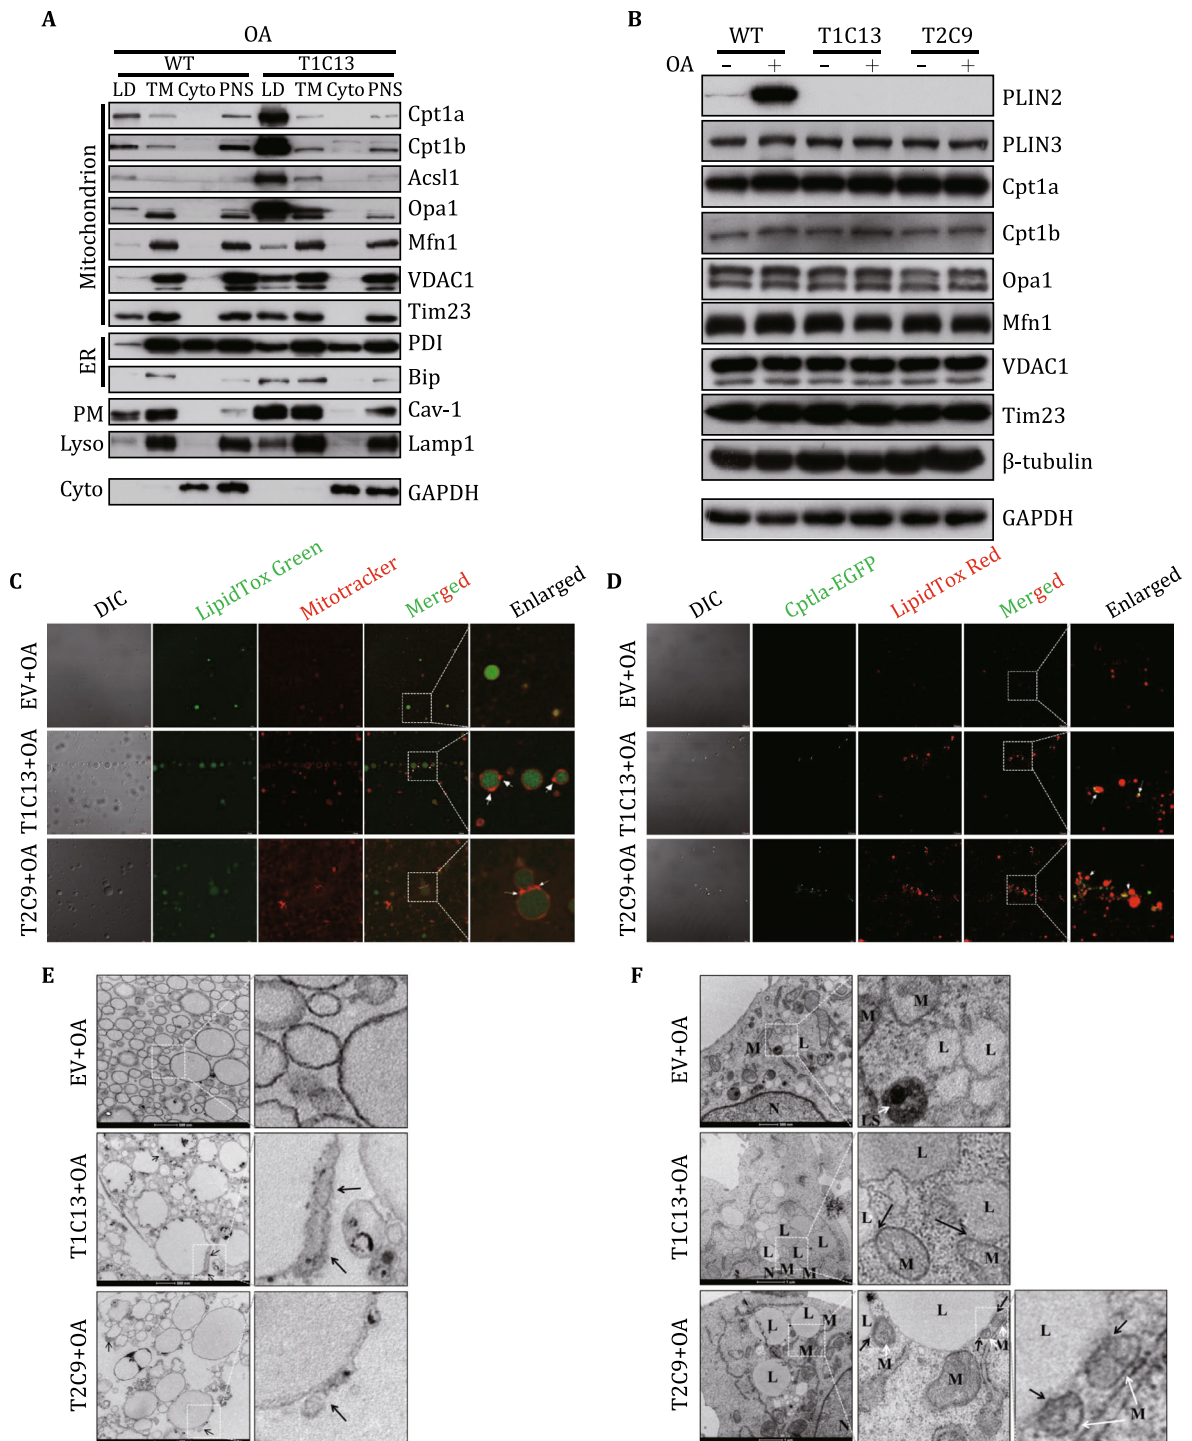 A
OA
WT T1C13
LD TM Cyto PNS LD TM Cyto PNS
Mitochondrion
Cpt1a
Cpt1b
Acsl1
Opa1
Mfn1
VDAC1
Tim23
ER
PDI
Bip
PM Cav-1
Lyso Lamp1
Cyto GAPDH
B
WT T1C13 T2C9
OA − + − + − +
PLIN2
PLIN3
Cpt1a
Cpt1b
Opa1
Mfn1
VDAC1
Tim23
β-tubulin
GAPDH
C
DIC LipidTox Green Mitotracker Merged Enlarged
EV+OA
T1C13+OA
T2C9+OA
D
DIC Cptla-EGFP LipidTox Red Merged Enlarged
EV+OA
T1C13+OA
T2C9+OA
E
EV+OA
T1C13+OA
T2C9+OA
F
EV+OA
M L N
M M L L LS
T1C13+OA
L L L N M M
L L L M M
T2C9+OA
L L M M L N
L L M M M
L M